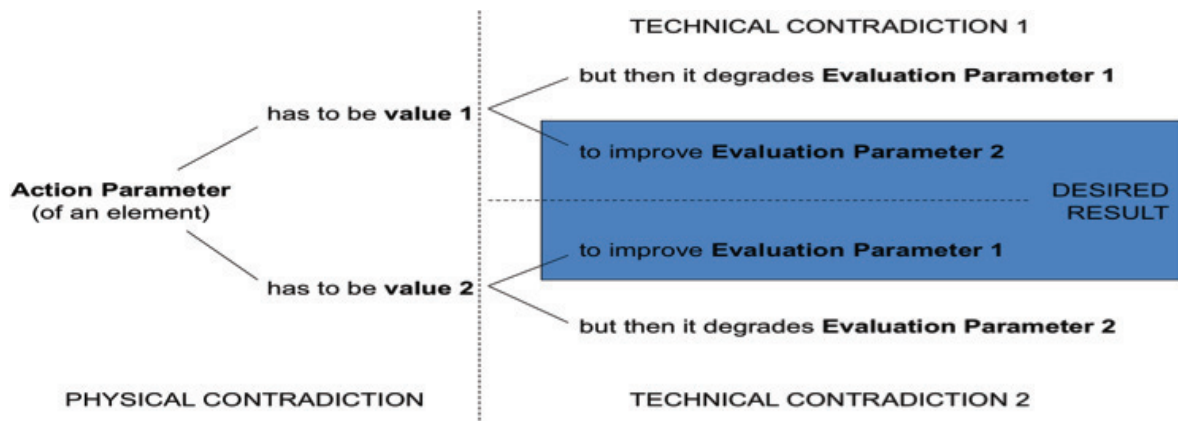 TECHNICAL CONTRADICTION 1
but then it degrades Evaluation Parameter 1
has to be value 1
to improve Evaluation Parameter 2
Action Parameter
(of an element)
DESIRED
RESULT
to improve Evaluation Parameter 1
has to be value 2
but then it degrades Evaluation Parameter 2
PHYSICAL CONTRADICTION
TECHNICAL CONTRADICTION 2